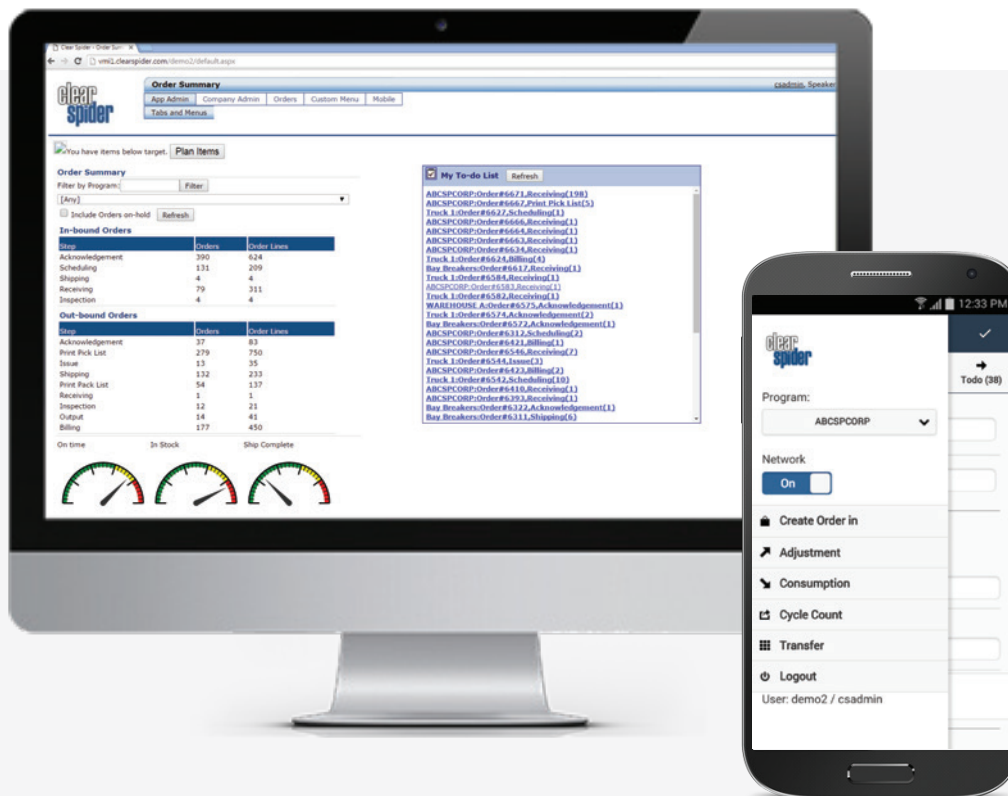 Clear Spider - Order Sum
vmi1.clearspider.com/demo2/default.aspx
clear
spider
Order Summary
csadmin, Speaker
App Admin Company Admin Orders Custom Menu Mobile
Tabs and Menus
You have items below target. Plan Items
Order Summary
Filter by Program: Filter
[Any]
Include Orders on-hold Refresh
In-bound Orders
Step Orders Order Lines
Acknowledgement 390 624
Scheduling 131 209
Shipping 4 4
Receiving 79 311
Inspection 4 4
Out-bound Orders
Step Orders Order Lines
Acknowledgement 37 83
Print Pick List 279 750
Issue 13 35
Shipping 132 233
Print Pack List 54 137
Receiving 1 1
Inspection 12 21
Output 14 41
Billing 177 450
On time In Stock Ship Complete
My To-do List Refresh
ABCSPCORP:Order#6671,Receiving(198)
ABCSPCORP:Order#6667,Print Pick List(5)
Truck 1:Order#6627,Scheduling(1)
ABCSPCORP:Order#6666,Receiving(1)
ABCSPCORP:Order#6664,Receiving(1)
ABCSPCORP:Order#6663,Receiving(1)
ABCSPCORP:Order#6634,Receiving(1)
Truck 1:Order#6624,Billing(4)
Bay Breakers:Order#6617,Receiving(1)
Truck 1:Order#6584,Receiving(1)
ABCSPCORP:Order#6583,Receiving(1)
Truck 1:Order#6582,Receiving(1)
WAREHOUSE A:Order#6575,Acknowledgement(1)
Truck 1:Order#6574,Acknowledgement(2)
Bay Breakers:Order#6572,Acknowledgement(1)
ABCSPCORP:Order#6312,Scheduling(2)
ABCSPCORP:Order#6421,Billing(1)
ABCSPCORP:Order#6546,Receiving(7)
Truck 1:Order#6544,Issue(3)
ABCSPCORP:Order#6423,Billing(2)
Truck 1:Order#6542,Scheduling(10)
ABCSPCORP:Order#6410,Receiving(1)
ABCSPCORP:Order#6393,Receiving(1)
Bay Breakers:Order#6322,Acknowledgement(1)
Bay Breakers:Order#6311,Shipping(6)
12:33 PM
clear
spider
Todo (38)
Program:
ABCSPCORP
Network
On
Create Order in
Adjustment
Consumption
Cycle Count
Transfer
Logout
User: demo2 / csadmin